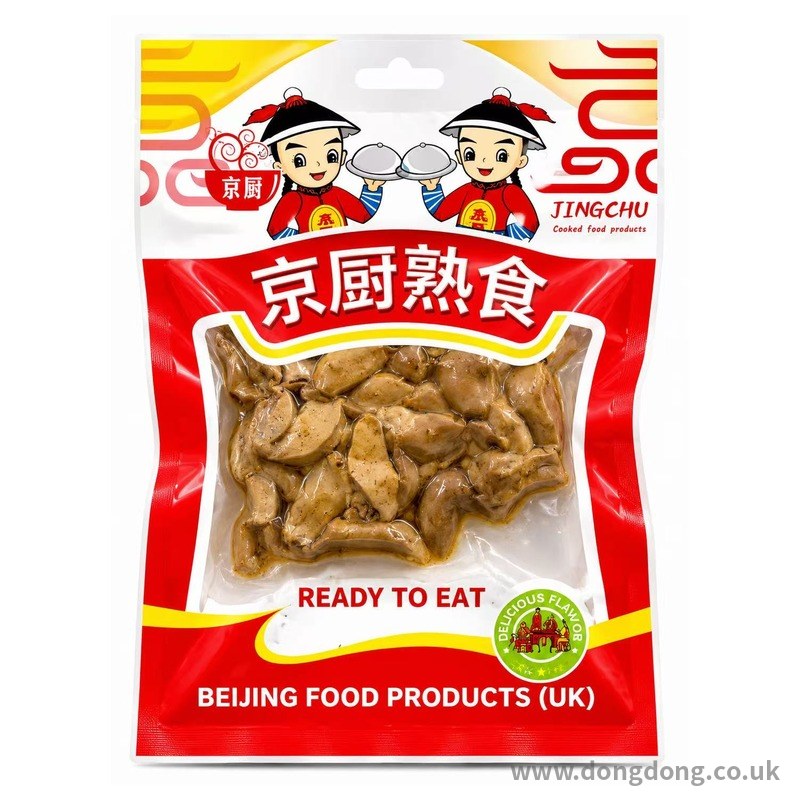 京厨
JINGCHU
Cooked food products
京厨熟食
READY TO EAT
DELICIOUS FLAWOR
BEIJING FOOD PRODUCTS (UK)
www.dongdong.co.uk